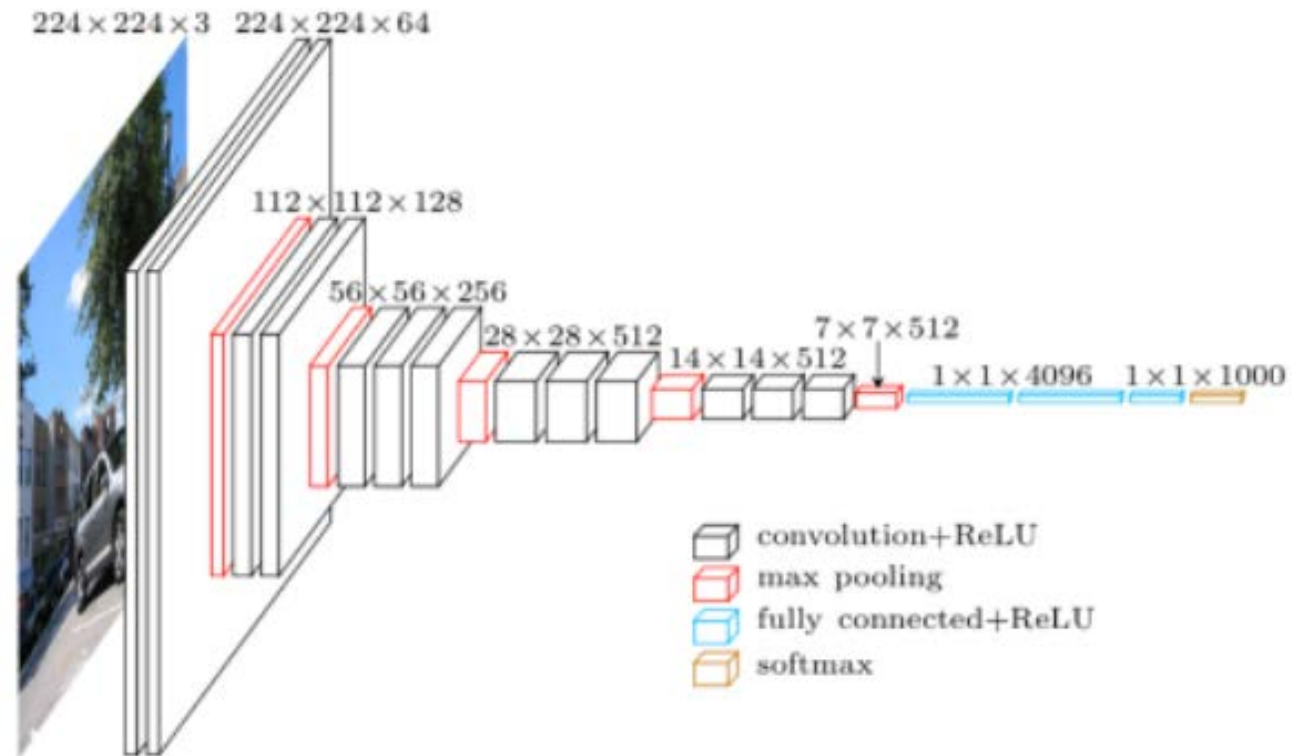 224×224×3
224×224×64
112×112×128
56×56×256
28×28×512
14×14×512
7×7×512
1×1×4096
1×1×1000
convolution+ReLU
max pooling
fully connected+ReLU
softmax